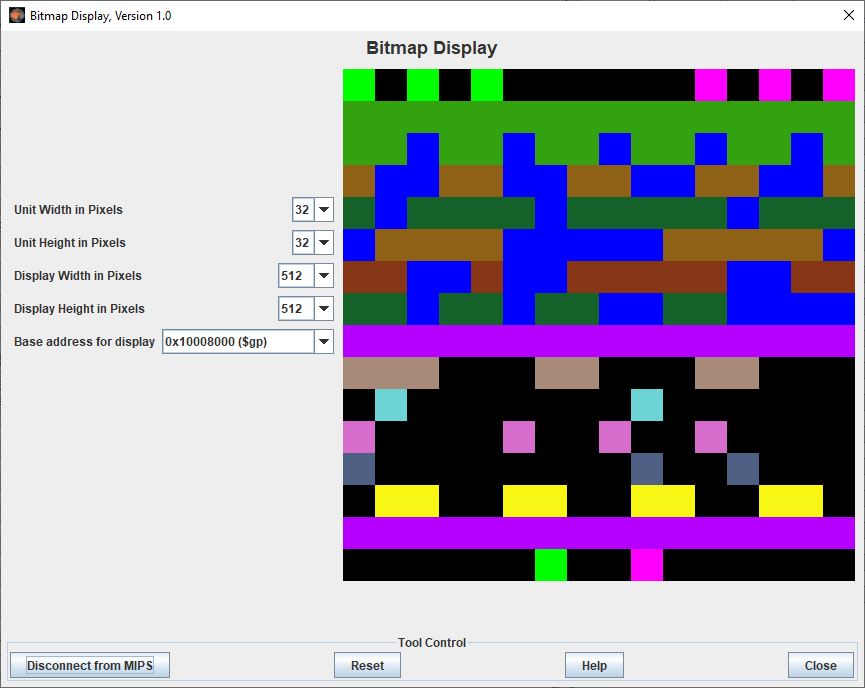 Bitmap Display, Version 1.0
Bitmap Display
Unit Width in Pixels 32
Unit Height in Pixels 32
Display Width in Pixels 512
Display Height in Pixels 512
Base address for display 0x10008000 ($gp)
Tool Control
Disconnect from MIPS Reset Help Close